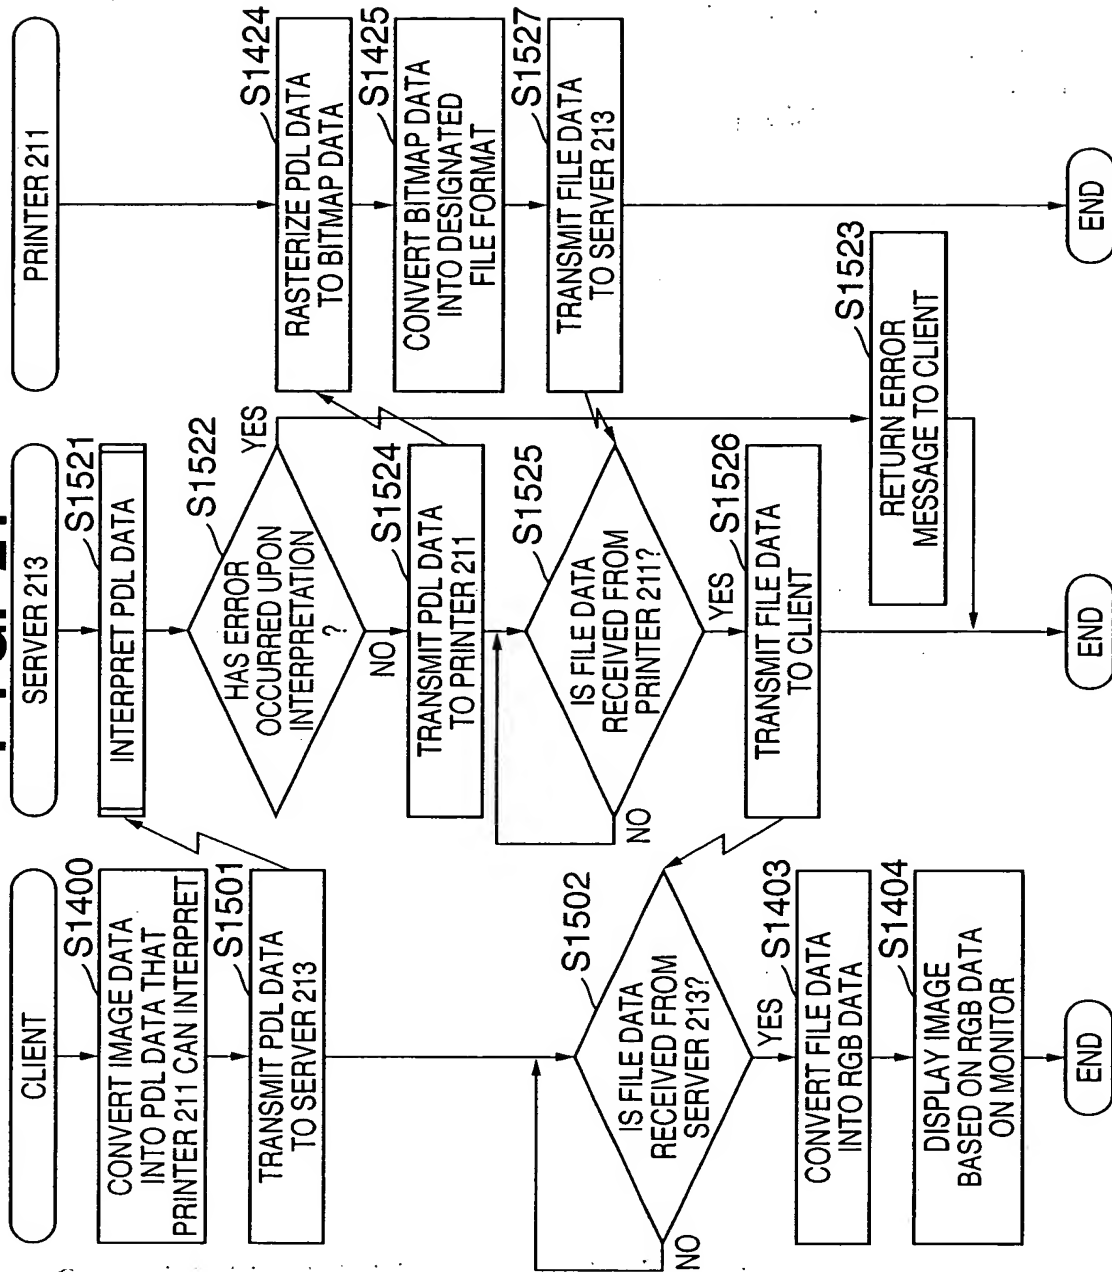 CLIENT
CONVERT IMAGE DATA
INTO PDL DATA THAT
PRINTER 211 CAN INTERPRET
S1400
TRANSMIT PDL DATA
TO SERVER 213
S1501
IS FILE DATA
RECEIVED FROM
SERVER 213?
S1502
NO
YES
CONVERT FILE DATA
INTO RGB DATA
S1403
DISPLAY IMAGE
BASED ON RGB DATA
ON MONITOR
S1404
END
SERVER 213
INTERPRET PDL DATA
S1521
HAS ERROR
OCCURRED UPON
INTERPRETATION
?
S1522
YES
NO
TRANSMIT PDL DATA
TO PRINTER 211
S1524
IS FILE DATA
RECEIVED FROM
PRINTER 211?
S1525
NO
YES
TRANSMIT FILE DATA
TO CLIENT
S1526
RETURN ERROR
MESSAGE TO CLIENT
S1523
END
PRINTER 211
RASTERIZE PDL DATA
TO BITMAP DATA
S1424
CONVERT BITMAP DATA
INTO DESIGNATED
FILE FORMAT
S1425
TRANSMIT FILE DATA
TO SERVER 213
S1527
END